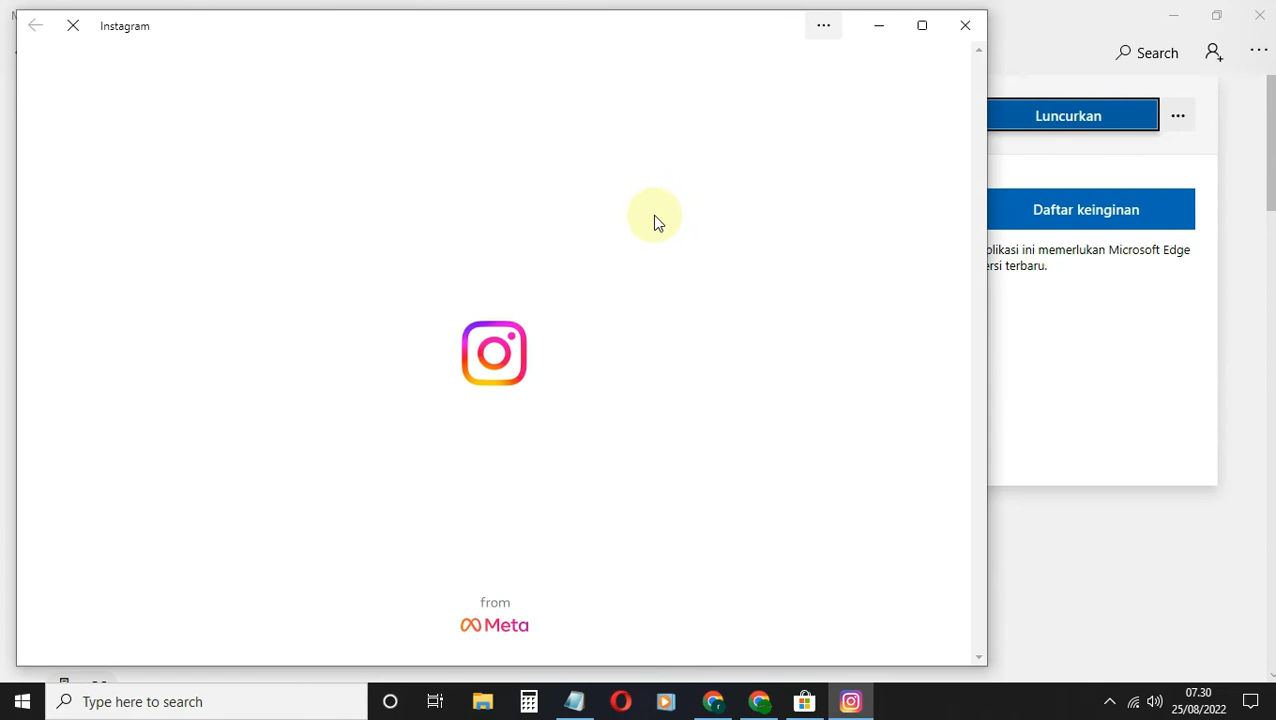 Instagram
Search
Luncurkan
Daftar keinginan
plikasi ini memerlukan Microsoft Edge
ersi terbaru.
from
Meta
Type here to search
07.30
25/08/2022